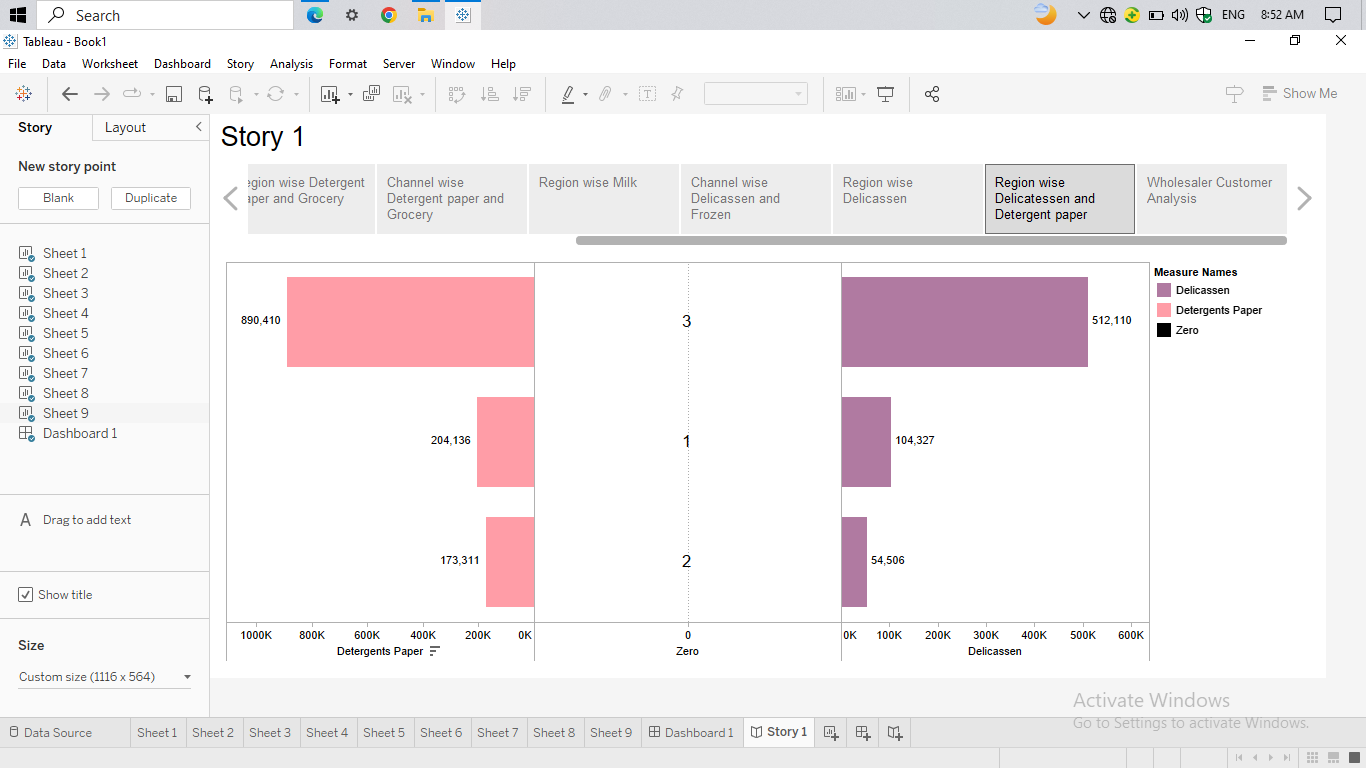 Search
ENG 8:52 AM
Tableau - Book1
File Data Worksheet Dashboard Story Analysis Format Server Window Help
Show Me
Story Layout
New story point
Blank Duplicate
Sheet 1
Sheet 2
Sheet 3
Sheet 4
Sheet 5
Sheet 6
Sheet 7
Sheet 8
Sheet 9
Dashboard 1
A Drag to add text
Show title
Size
Custom size (1116 x 564)
Story 1
egion wise Detergent
aper and Grocery
Channel wise
Detergent paper and
Grocery
Region wise Milk
Channel wise
Delicassen and
Frozen
Region wise
Delicassen
Region wise
Delicatessen and
Detergent paper
Wholesaler Customer
Analysis
890,410 3 512,110
204,136 1 104,327
173,311 2 54,506
1000K 800K 600K 400K 200K 0K 0 0K 100K 200K 300K 400K 500K 600K
Detergents Paper Zero Delicassen
Measure Names
Delicassen
Detergents Paper
Zero
Activate Windows
Go to Settings to activate Windows.
Data Source Sheet 1 Sheet 2 Sheet 3 Sheet 4 Sheet 5 Sheet 6 Sheet 7 Sheet 8 Sheet 9 Dashboard 1 Story 1